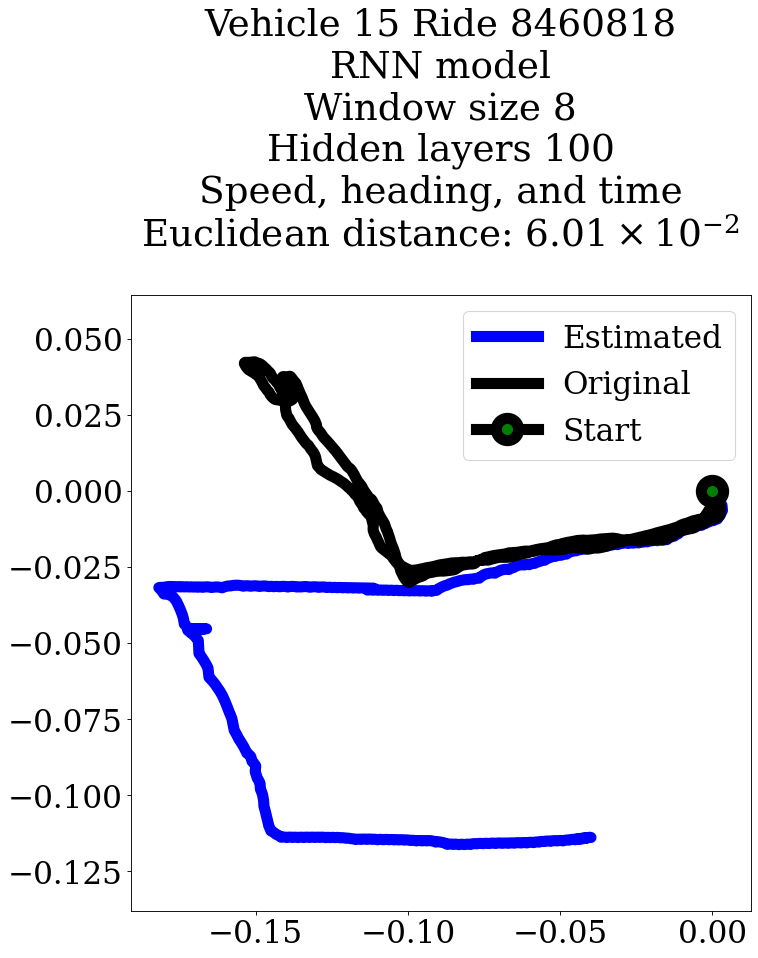 Vehicle 15 Ride 8460818
RNN model
Window size 8
Hidden layers 100
Speed, heading, and time
Euclidean distance: 6.01 × 10⁻²
Estimated
Original
Start
0.050
0.025
0.000
−0.025
−0.050
−0.075
−0.100
−0.125
−0.15 −0.10 −0.05 0.00